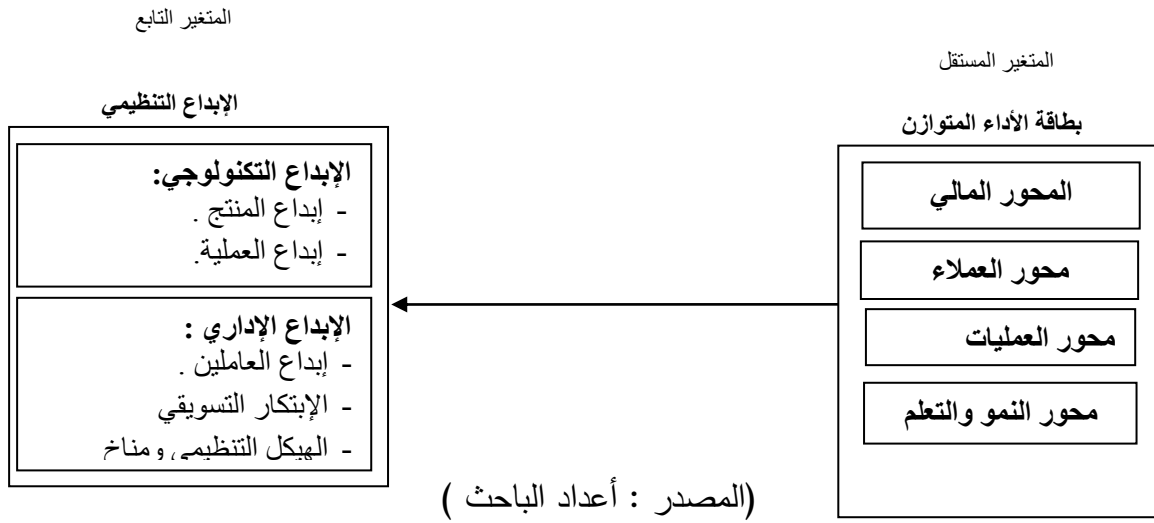 المتغير المستقل
بطاقة الأداء المتوازن
المحور المالي
محور العملاء
محور العمليات
محور النمو والتعلم
المتغير التابع
الإبداع التنظيمي
الإبداع التكنولوجي:
- إبداع المنتج .
- إبداع العملية.
الإبداع الإداري :
- إبداع العاملين .
- الإبتكار التسويقي
- الهيكل التنظيمي ومناخ
(المصدر : أعداد الباحث )